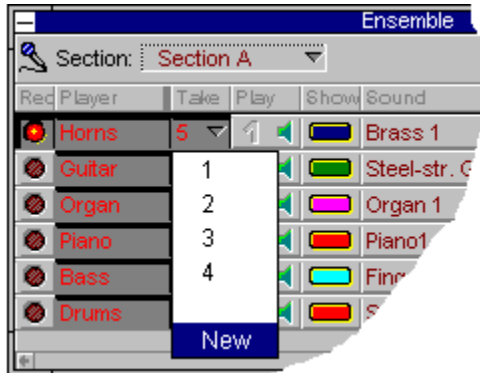 Ensemble
Section: Section A
Rec Player Take Play Show Sound
Horns 5 1 Brass 1
Guitar 1 Steel-str.
Organ 2 Organ 1
Piano 3 Piano1
Bass 4
Drums
New